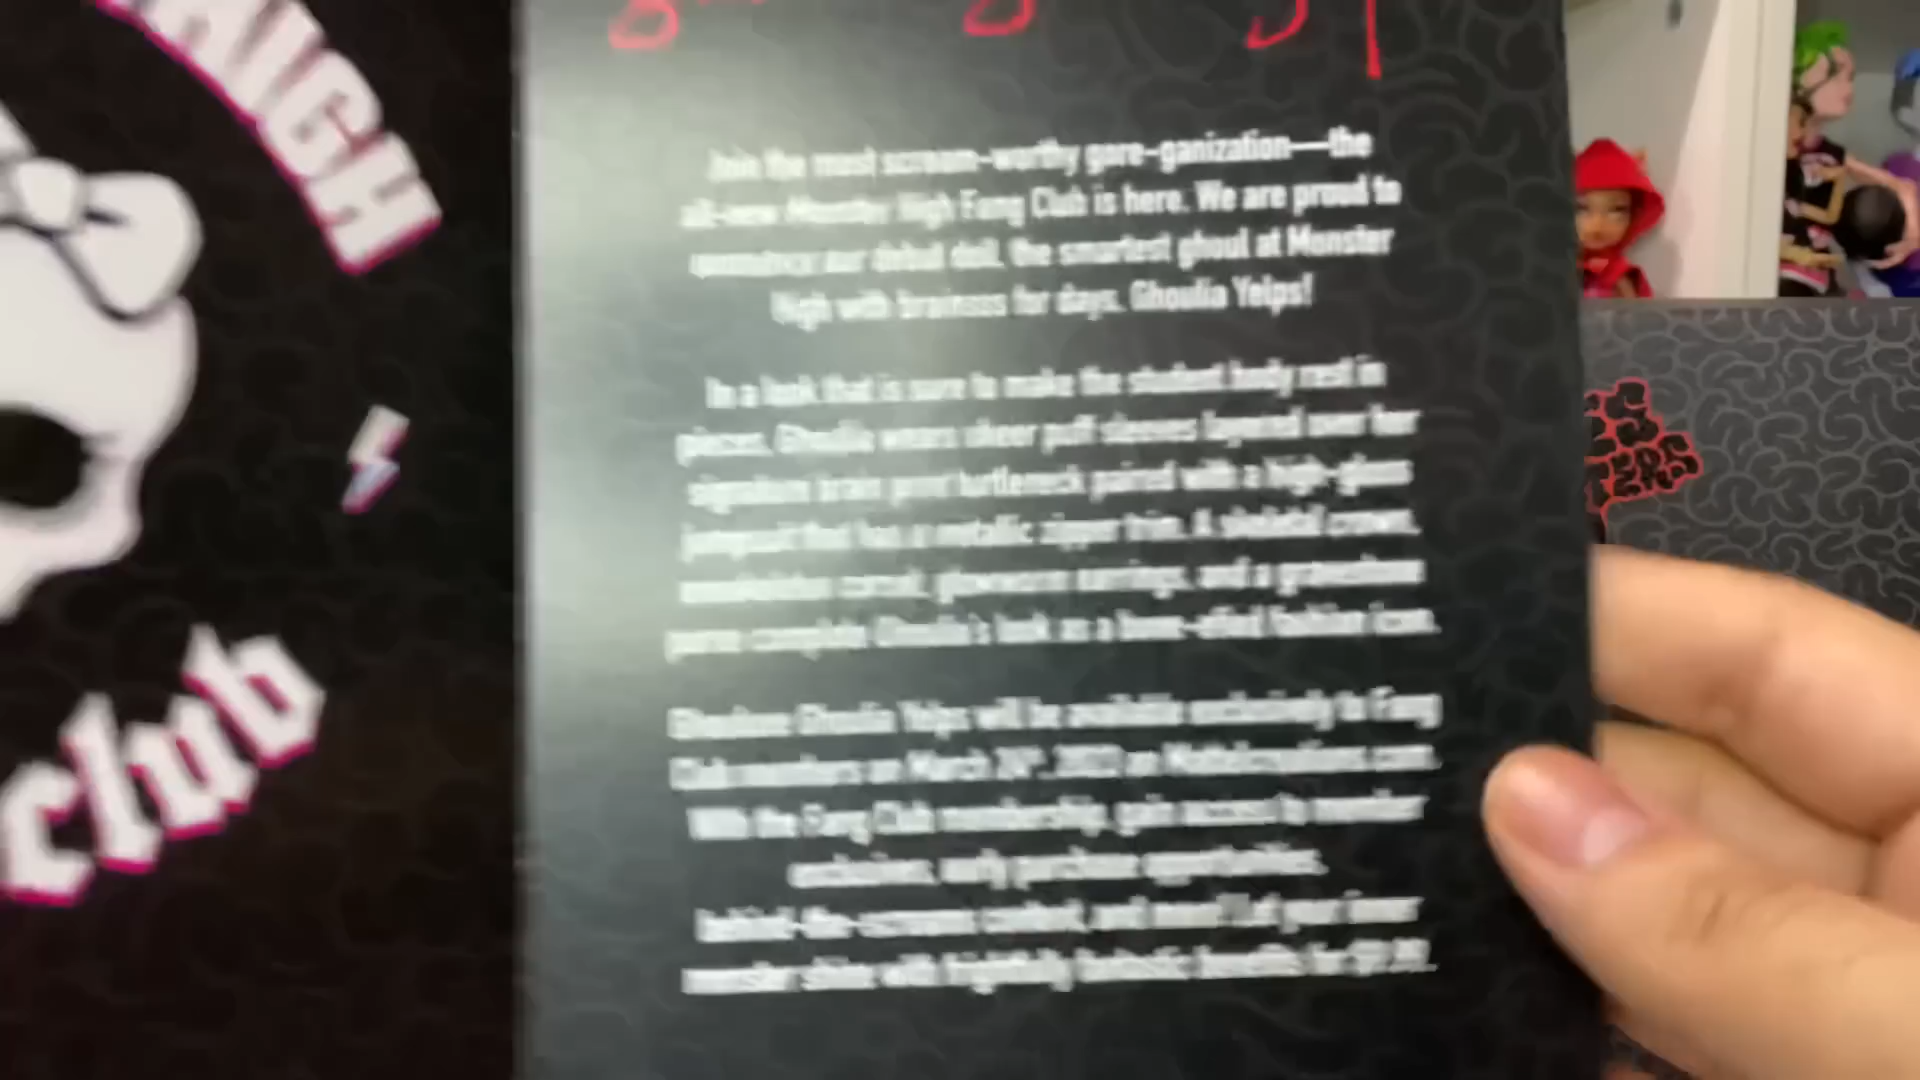 HIGH
club
Join the most scream-worthy gore-ganization—the
all-new Monster High Fang Club is here. We are proud to
announce our debut doll, the smartest ghoul at Monster
High with brainsss for days, Ghoulia Yelps!
In a look that is sure to make the student body rest in
pieces, Ghoulia wears sheer puff sleeves layered over her
signature brain print turtleneck paired with a high-gloss
jumpsuit that has a metallic zipper trim. A skeletal crown,
corset, earrings, and a
purse complete Ghoulia's look as a bone-afied fashion icon.
Ghoulia Yelps will be available exclusively to Fang
Club members on March on Mattelcreations.com.
With the Fang Club membership, gain access to member
exclusives, early purchase opportunities,
behind-the-screams content, and more! Let your inner
monster shine with frightfully fantastic benefits for